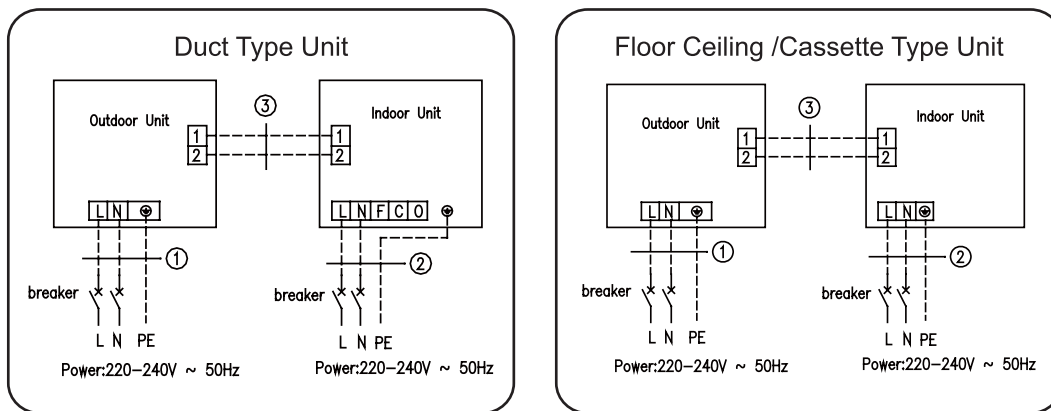 Duct Type Unit
Outdoor Unit
3
Indoor Unit
1
2
1
2
L N
L N F C O
1
2
breaker
breaker
L N PE
L N PE
Power:220–240V ~ 50Hz
Power:220–240V ~ 50Hz
Floor Ceiling /Cassette Type Unit
Outdoor Unit
3
Indoor Unit
1
2
1
2
L N
L N
1
2
breaker
breaker
L N PE
L N PE
Power:220–240V ~ 50Hz
Power:220–240V ~ 50Hz